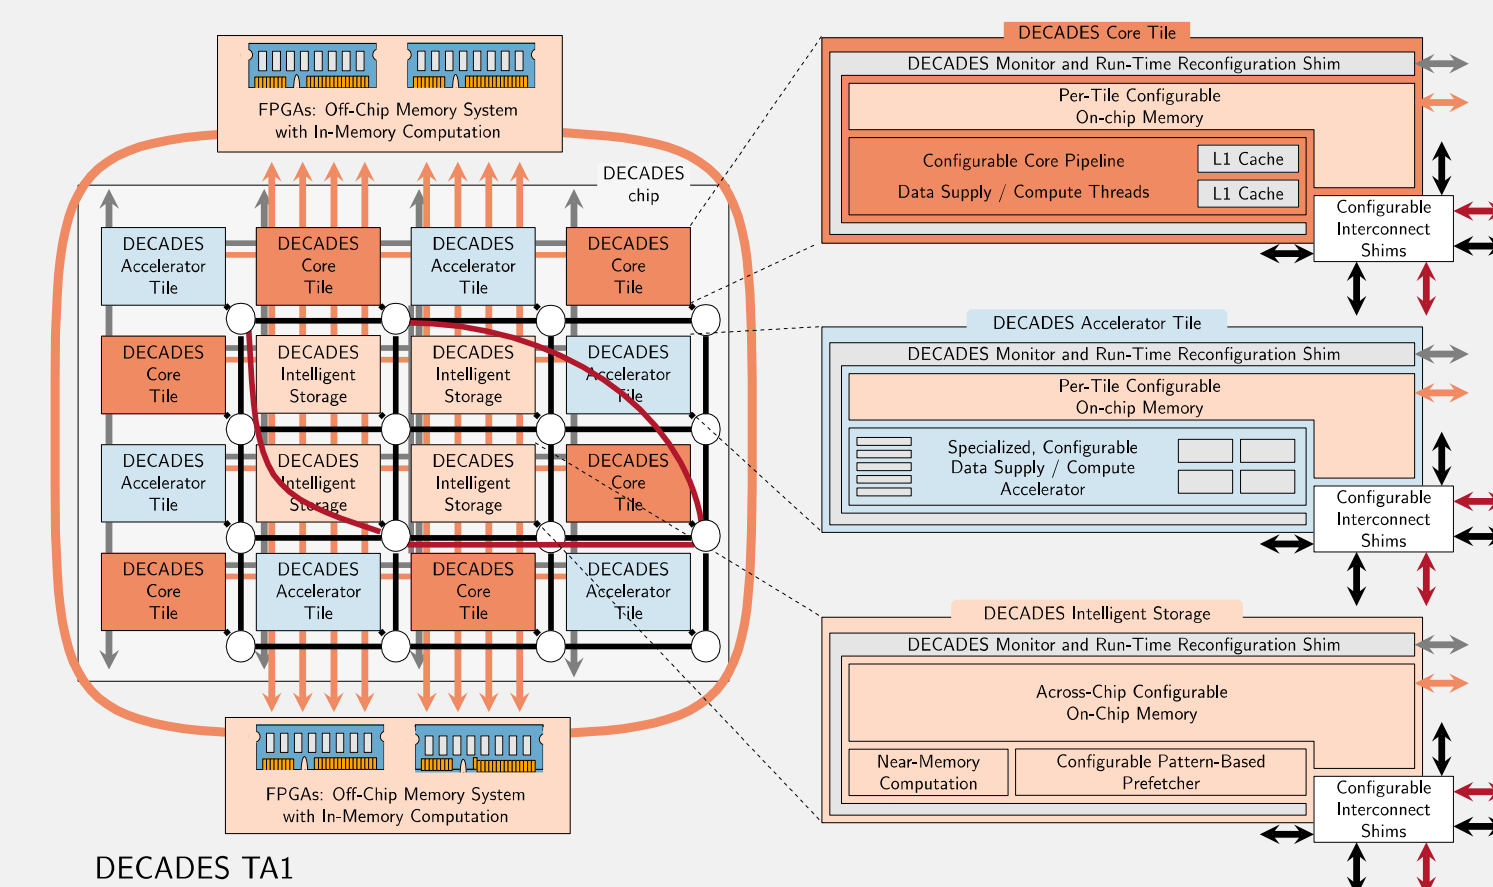 FPGAs: Off-Chip Memory System
with In-Memory Computation
DECADES
chip
DECADES
Accelerator
Tile
DECADES
Core
Tile
DECADES
Accelerator
Tile
DECADES
Core
Tile
DECADES
Core
Tile
DECADES
Intelligent
Storage
DECADES
Intelligent
Storage
DECADES
Accelerator
Tile
DECADES
Accelerator
Tile
DECADES
Intelligent
Storage
DECADES
Intelligent
Storage
DECADES
Core
Tile
DECADES
Core
Tile
DECADES
Accelerator
Tile
DECADES
Core
Tile
DECADES
Accelerator
Tile
FPGAs: Off-Chip Memory System
with In-Memory Computation
DECADES TA1
DECADES Core Tile
DECADES Monitor and Run-Time Reconfiguration Shim
Per-Tile Configurable
On-chip Memory
Configurable Core Pipeline
L1 Cache
Data Supply / Compute Threads
L1 Cache
Configurable
Interconnect
Shims
DECADES Accelerator Tile
DECADES Monitor and Run-Time Reconfiguration Shim
Per-Tile Configurable
On-chip Memory
Specialized, Configurable
Data Supply / Compute
Accelerator
Configurable
Interconnect
Shims
DECADES Intelligent Storage
DECADES Monitor and Run-Time Reconfiguration Shim
Across-Chip Configurable
On-Chip Memory
Near-Memory
Computation
Configurable Pattern-Based
Prefetcher
Configurable
Interconnect
Shims